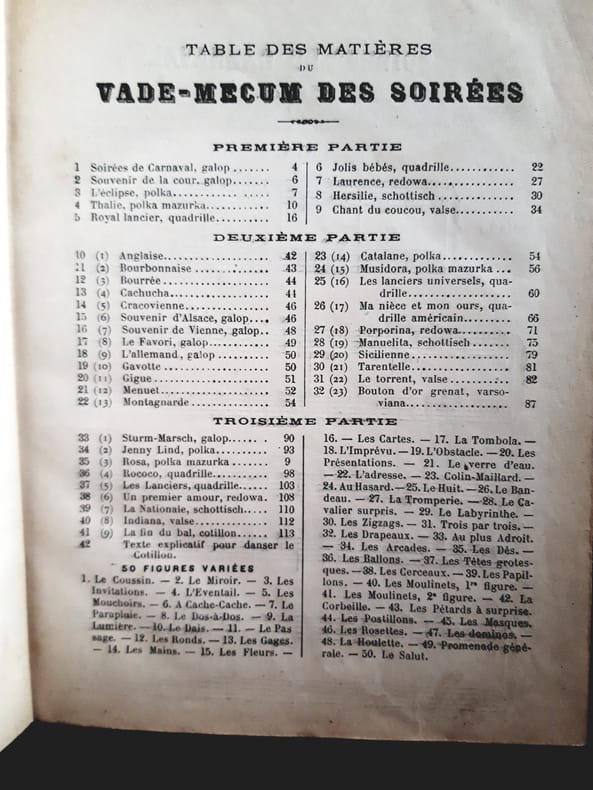 TABLE DES MATIÈRES
DU
VADE-MECUM DES SOIRÉES
PREMIÈRE PARTIE
1 Soirées de Carnaval, galop ....... 4
2 Souvenir de la cour, galop........ 6
3 L'éclipse, polka.............. 7
4 Thalie, polka mazurka.......... 10
5 Royal lancier, quadrille.......... 16
6 Jolis bébés, quadrille............ 22
7 Laurence, redowa.............. 27
8 Hersilie, schottisch ............ 30
9 Chant du coucou, valse.......... 34
DEUXIÈME PARTIE
10 (1) Anglaise................ 42
11 (2) Bourbonnaise ............ 43
12 (3) Bourrée ................ 44
13 (4) Cachucha................ 44
14 (5) Cracovienne.............. 46
15 (6) Souvenir d'Alsace, galop... 46
16 (7) Souvenir de Vienne, galop.. 48
17 (8) Le Favori, galop.......... 49
18 (9) L'allemand, galop ........ 50
19 (10) Gavotte ................ 50
20 (11) Gigue .................. 51
21 (12) Menuet................ 52
22 (13) Montagnarde............ 54
23 (14) Catalane, polka............ 54
24 (15) Musidora, polka mazurka ... 56
25 (16) Les lanciers universels, qua-
drille.................. 60
26 (17) Ma nièce et mon ours, qua-
drille américain.......... 66
27 (18) Porporina, redowa........ 71
28 (19) Manuelita, schottisch ...... 75
29 (20) Sicilienne................ 79
30 (21) Tarentelle................ 81
31 (22) Le torrent, valse .......... 82
32 (23) Bouton d'or grenat, varso-
viana.................. 87
TROISIÈME PARTIE
33 (1) Sturm-Marsch, galop...... . 90
34 (2) Jenny Lind, polka.......... 93
35 (3) Rosa, polka mazurka ...... 9
36 (4) Rococo, quadrille.......... 98
37 (5) Les Lanciers, quadrille...... 103
38 (6) Un premier amour, redowa. 108
39 (7) La Nationaie, schottisch.... 110
40 (8) Indiana, valse ............ 112
41 (9) La fin du bal, cotillon...... 113
42 Texte explicatif pour danser le
Cotillon.
50 FIGURES VARIÉES
1. Le Coussin. — 2. Le Miroir. — 3. Les
Invitations. — 4. L'Eventail. — 5. Les
Mouchoirs. — 6. A Cache-Cache. — 7. Le
Parapluie. — 8. Le Dos-à-Dos. — 9. La
Lumière. — 10. Le Dais. — 11. — Le Pas
sage. — 12. Les Ronds. — 13. Les Gages.
— 14. Les Mains. — 15. Les Fleurs. —
16. — Les Cartes. — 17. La Tombola. —
18. L'Imprévu. — 19. L'Obstacle. — 20. Les
Présentations. — 21. Le verre d'eau.
— 22. L'adresse. — 23. Colin-Maillard. —
24. Au Hasard. — 25. Le Huit. — 26. Le Ban-
deau. — 27. La Tromperie. — 28. Le Ca-
valier surpris. — 29. Le Labyrinthe. —
30. Les Zigzags. — 31. Trois par trois. —
32. Les Drapeaux. — 33. Au plus Adroit.
— 34. Les Arcades. — 35. Les Dés. —
36. Les Ballons. — 37. Les Têtes grotes-
ques. — 38. Les Cerceaux. — 39. Les Papil-
lons. — 40. Les Moulinets, 1re figure. —
41. Les Moulinets, 2e figure. — 42. La
Corbeille. — 43. Les Pétards à surprise.
44. Les Postillons. — 45. Les Masques.
46. Les Rosettes. — 47. Les dominos. —
48. La Roulette. — 49. Promenade géné-
rale. — 50. Le Salut.